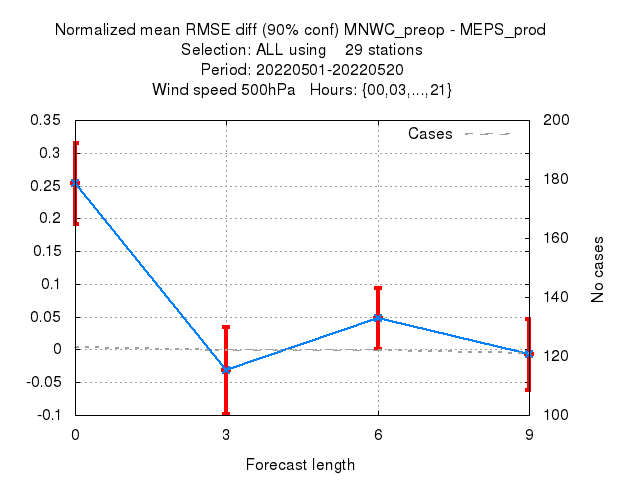 Normalized mean RMSE diff (90% conf) MNWC_preop - MEPS_prod
Selection: ALL using    29 stations
Period: 20220501-20220520
Wind speed 500hPa   Hours: {00,03,...,21}
Cases
0.35
0.3
0.25
0.2
0.15
0.1
0.05
0
-0.05
-0.1
200
180
160
140
120
100
No cases
0
3
6
9
Forecast length